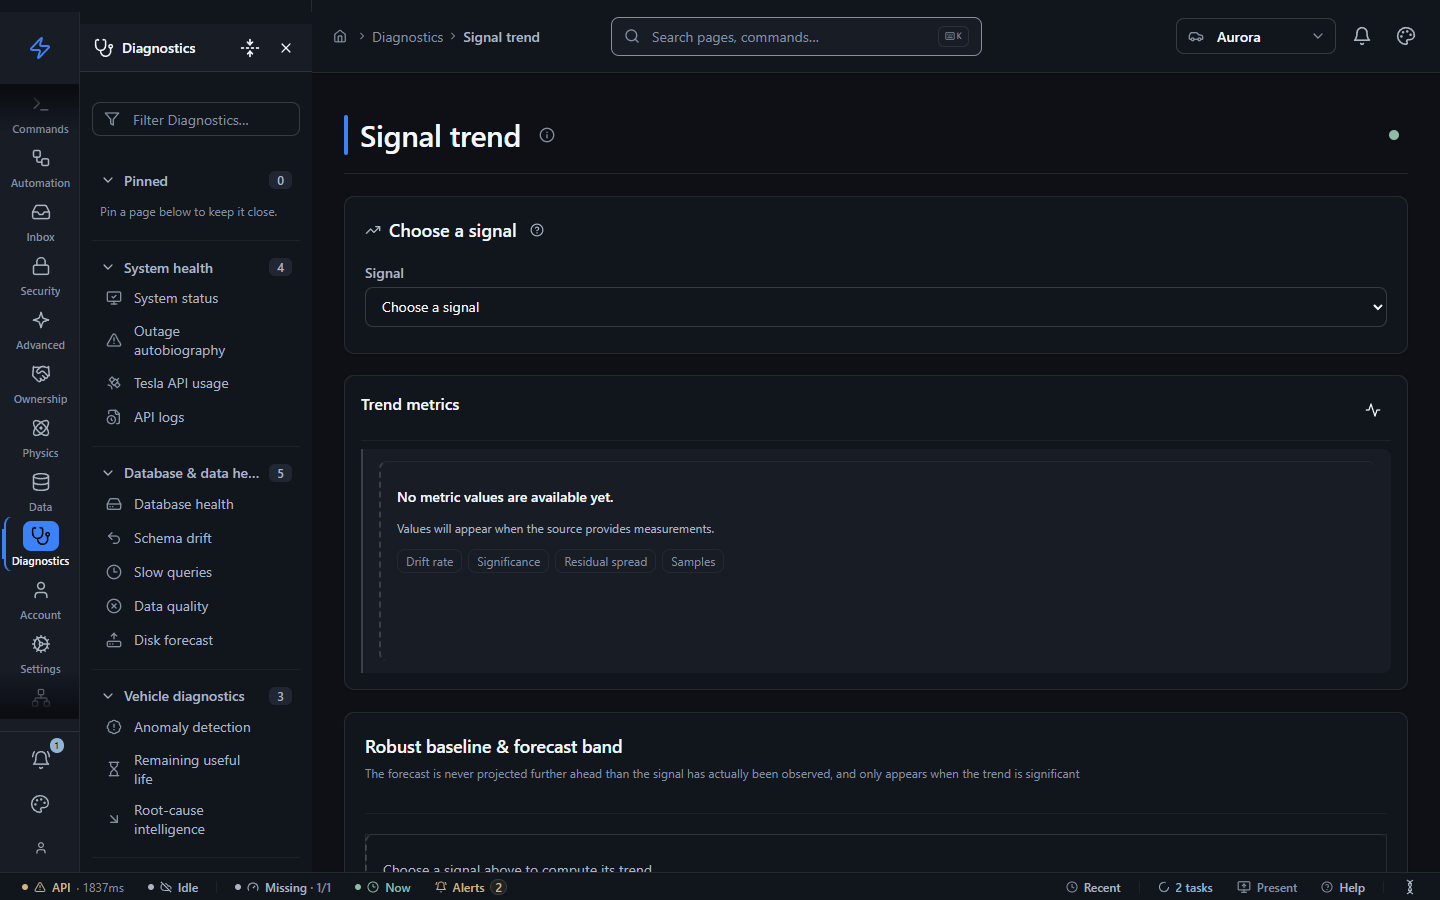 Diagnostics
Diagnostics
Signal trend
Search pages, commands...
K
Aurora
Commands
Automation
Inbox
Security
Advanced
Ownership
Physics
Data
Diagnostics
Account
Settings
1
Filter Diagnostics...
Pinned
0
Pin a page below to keep it close.
System health
4
System status
Outage
autobiography
Tesla API usage
API logs
Database & data he...
5
Database health
Schema drift
Slow queries
Data quality
Disk forecast
Vehicle diagnostics
3
Anomaly detection
Remaining useful
life
Root-cause
intelligence
Signal trend
Choose a signal
Signal
Choose a signal
Trend metrics
No metric values are available yet.
Values will appear when the source provides measurements.
Drift rate
Significance
Residual spread
Samples
Robust baseline & forecast band
The forecast is never projected further ahead than the signal has actually been observed, and only appears when the trend is significant
Choose a signal above to compute its trend
API · 1837ms
Idle
Missing · 1/1
Now
Alerts 2
Recent
2 tasks
Present
Help